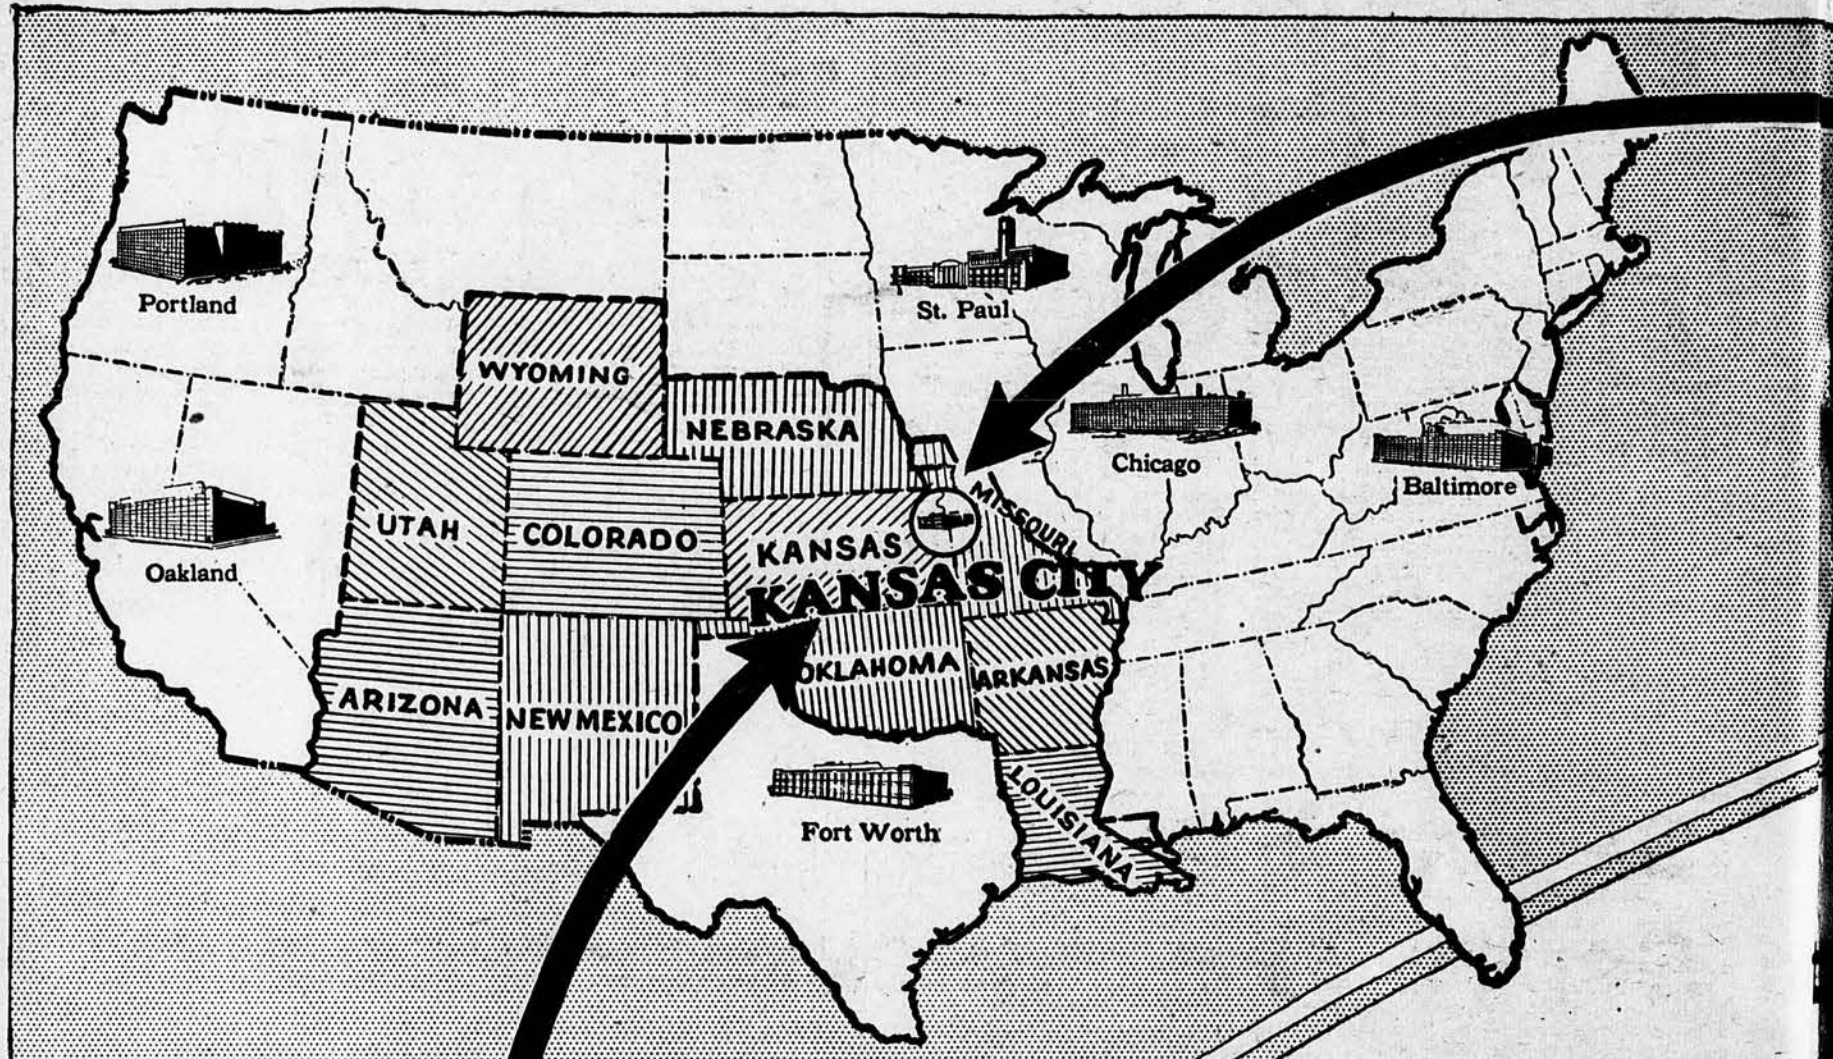 Portland
St. Paul
WYOMING
NEBRASKA
Chicago
Baltimore
MISSOURI
UTAH
COLORADO
KANSAS
Oakland
KANSAS CITY
OKLAHOMA
ARKANSAS
ARIZONA
NEW MEXICO
LOUISIANA
Fort Worth